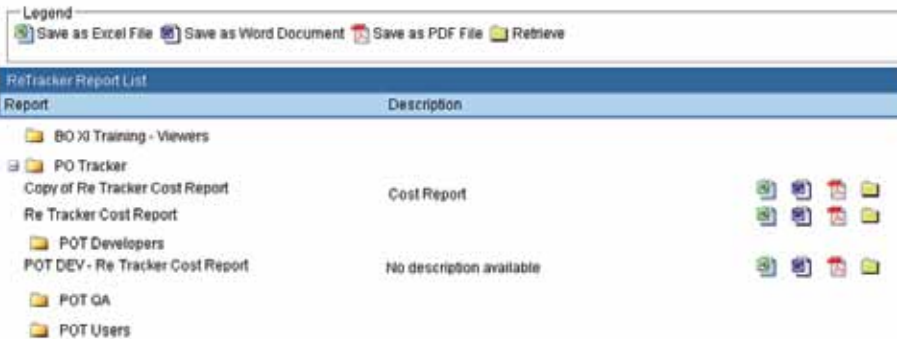 Legend
Save as Excel File Save as Word Document Save as PDF File Retrieve
ReTracker Report List
Report Description
BO XI Training - Viewers
PO Tracker
Copy of Re Tracker Cost Report Cost Report
Re Tracker Cost Report
POT Developers
POT DEV - Re Tracker Cost Report No description available
POT QA
POT Users